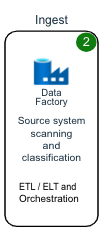 Ingest
2
Data
Factory
Source system
scanning
and
classification
ETL / ELT and
Orchestration